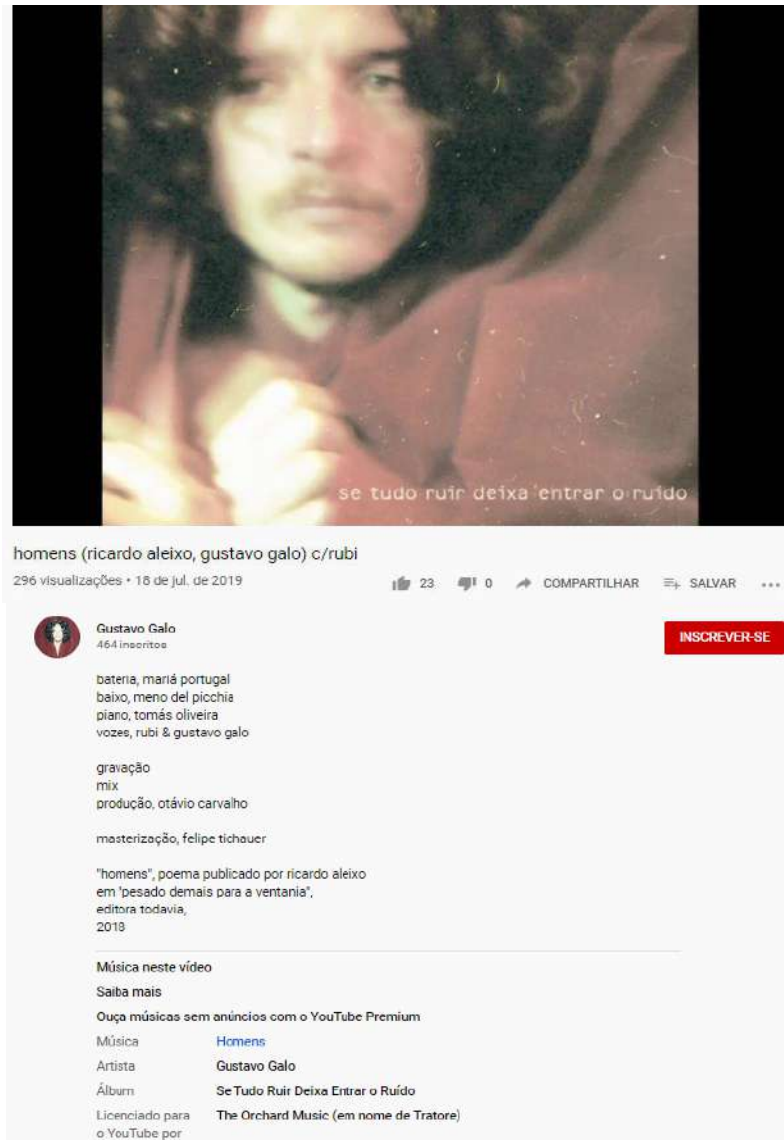 se tudo ruir deixa entrar o ruído
homens (ricardo aleixo, gustavo galo) c/rubi
296 visualizações • 18 de jul. de 2019 23 0 COMPARTILHAR SALVAR
Gustavo Galo
464 inscritos
INSCREVER-SE
bateria, mariá portugal
baixo, meno del picchia
piano, tomás oliveira
vozes, rubi & gustavo galo
gravação
mix
produção, otávio carvalho
masterização, felipe tichauer
"homens", poema publicado por ricardo aleixo
em "pesado demais para a ventania",
editora todavia,
2018
Música neste vídeo
Saiba mais
Ouça músicas sem anúncios com o YouTube Premium
Música Homens
Artista Gustavo Galo
Álbum Se Tudo Ruir Deixa Entrar o Ruído
Licenciado para The Orchard Music (em nome de Tratore)
o YouTube por